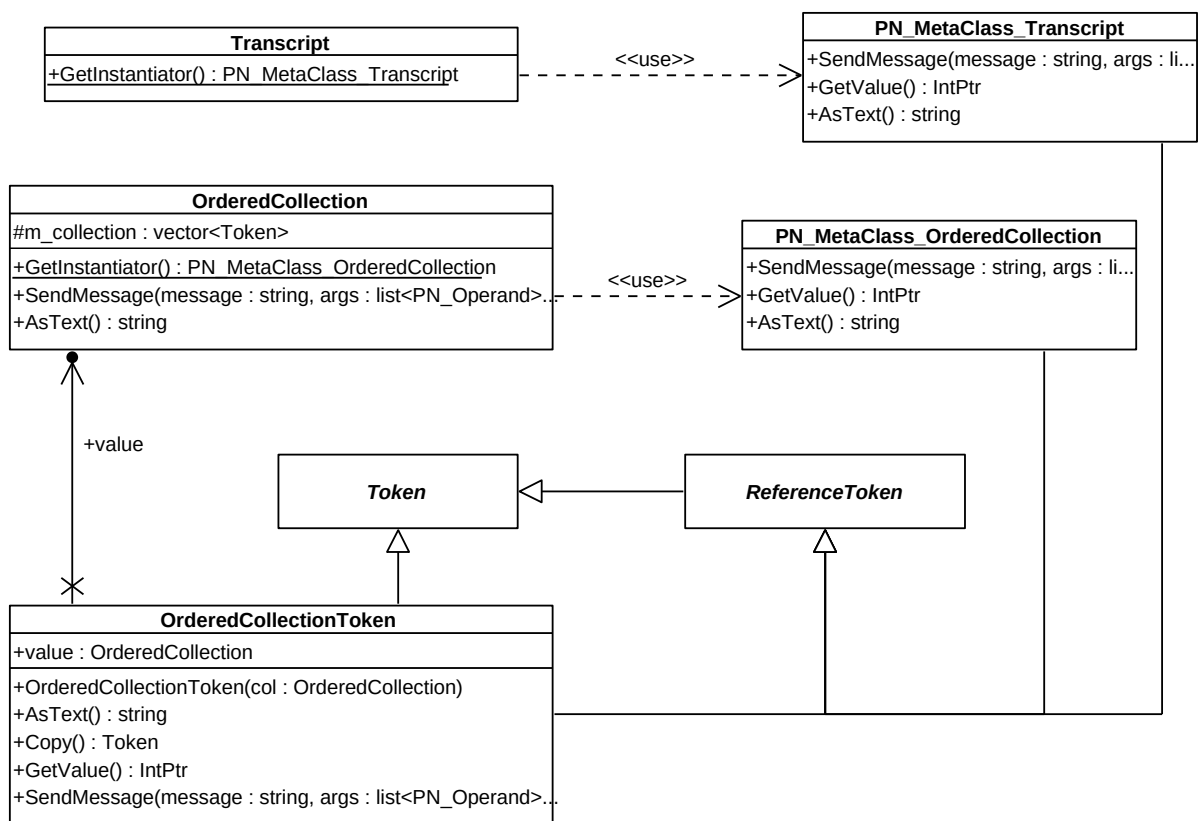 Transcript
+GetInstantiator() : PN_MetaClass_Transcript
<<use>>
PN_MetaClass_Transcript
+SendMessage(message : string, args : li...
+GetValue() : IntPtr
+AsText() : string
OrderedCollection
#m_collection : vector<Token>
+GetInstantiator() : PN_MetaClass_OrderedCollection
+SendMessage(message : string, args : list<PN_Operand>...
+AsText() : string
<<use>>
PN_MetaClass_OrderedCollection
+SendMessage(message : string, args : li...
+GetValue() : IntPtr
+AsText() : string
+value
Token
ReferenceToken
OrderedCollectionToken
+value : OrderedCollection
+OrderedCollectionToken(col : OrderedCollection)
+AsText() : string
+Copy() : Token
+GetValue() : IntPtr
+SendMessage(message : string, args : list<PN_Operand>...